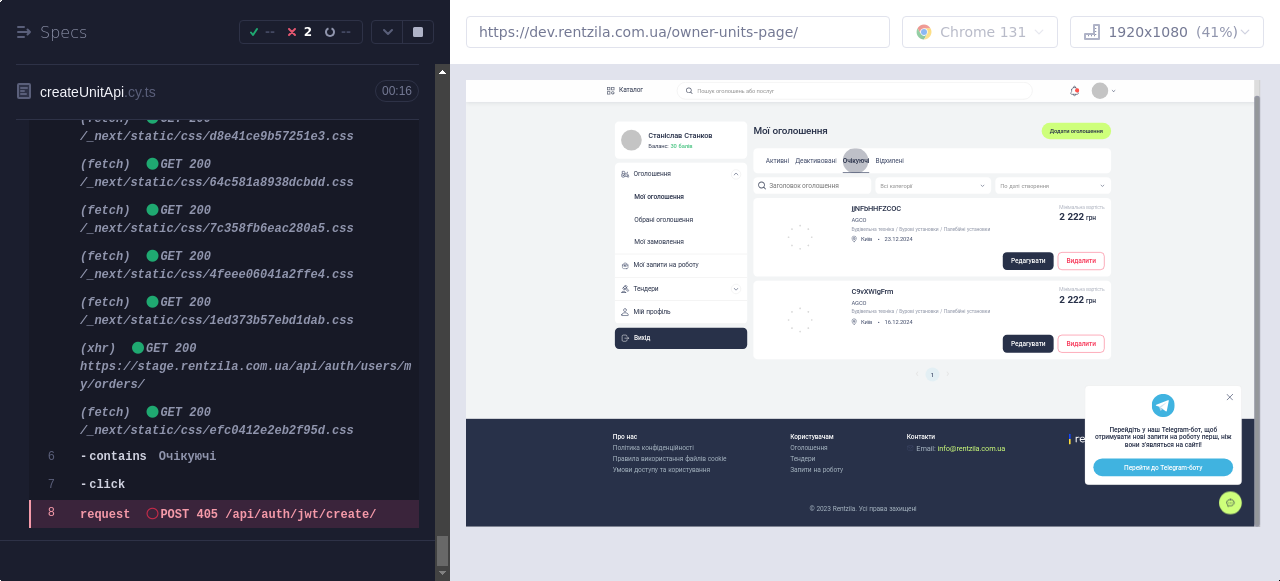 Specs
-- 2 --
createUnitApi.cy.ts
00:16
(fetch) GET 200
/_next/static/css/d8e41ce9b57251e3.css
(fetch) GET 200
/_next/static/css/64c581a8938dcbdd.css
(fetch) GET 200
/_next/static/css/7c358fb6eac280a5.css
(fetch) GET 200
/_next/static/css/4feee06041a2ffe4.css
(fetch) GET 200
/_next/static/css/1ed373b57ebd1dab.css
(xhr) GET 200
https://stage.rentzila.com.ua/api/auth/users/m
y/orders/
(fetch) GET 200
/_next/static/css/efc0412e2eb2f95d.css
6 -contains Очікуючі
7 -click
8 request POST 405 /api/auth/jwt/create/
https://dev.rentzila.com.ua/owner-units-page/
Chrome 131
1920x1080 (41%)
Каталог
Пошук оголошень або послуг
Станіслав Станков
Баланс: 30 балів
Оголошення
Мої оголошення
Обрані оголошення
Мої замовлення
Мої запити на роботу
Тендери
Мій профіль
Вихід
Мої оголошення
Додати оголошення
Активні Деактивовані Очікуючі Відхилені
Заголовок оголошення
Всі категорії
По даті створення
jjNFbHHFZCOC
AGCO
Будівельна техніка / Бурові установки / Палебійні установки
Київ • 23.12.2024
Мінімальна вартість
2 222 грн
Редагувати
Видалити
C9vXWlgFrm
AGCO
Будівельна техніка / Бурові установки / Палебійні установки
Київ • 16.12.2024
Мінімальна вартість
2 222 грн
Редагувати
Видалити
1
Про нас
Політика конфіденційності
Правила використання файлів cookie
Умови доступу та користування
Користувачам
Оголошення
Тендери
Запити на роботу
Контакти
Email: info@rentzila.com.ua
re
© 2023 Rentzila. Усі права захищені
Перейдіть у наш Telegram-бот, щоб
отримувати нові запити на роботу перш, ніж
вони з'являться на сайті!
Перейти до Telegram-боту